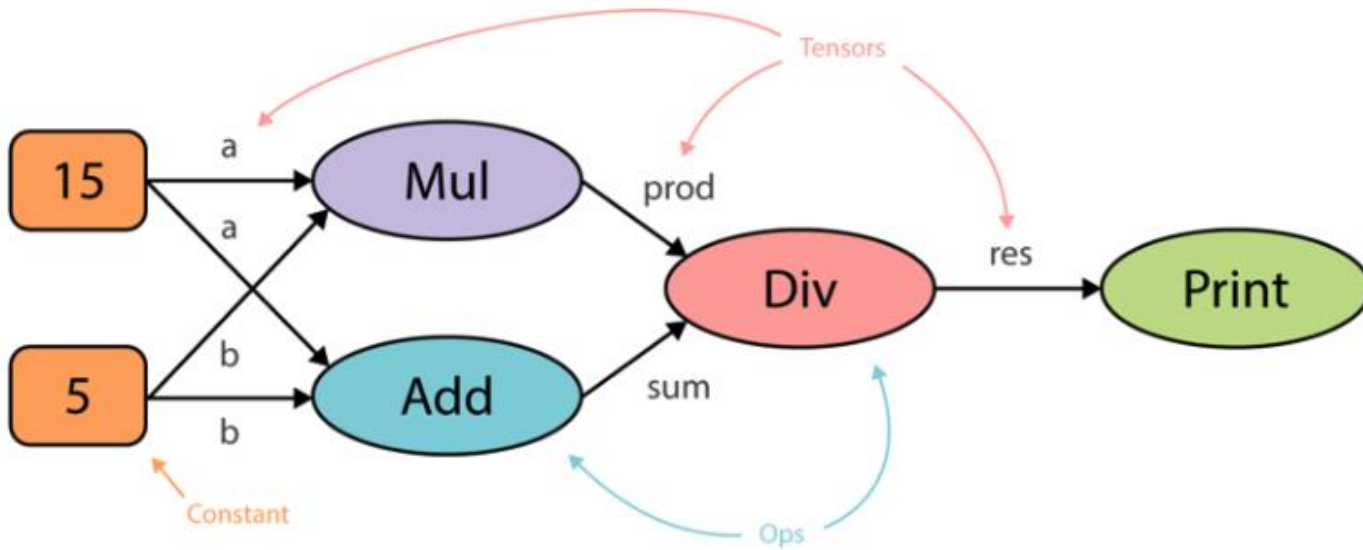 Tensors
15
a
Mul
a
prod
res
Div
Print
5
b
Add
b
sum
Constant
Ops